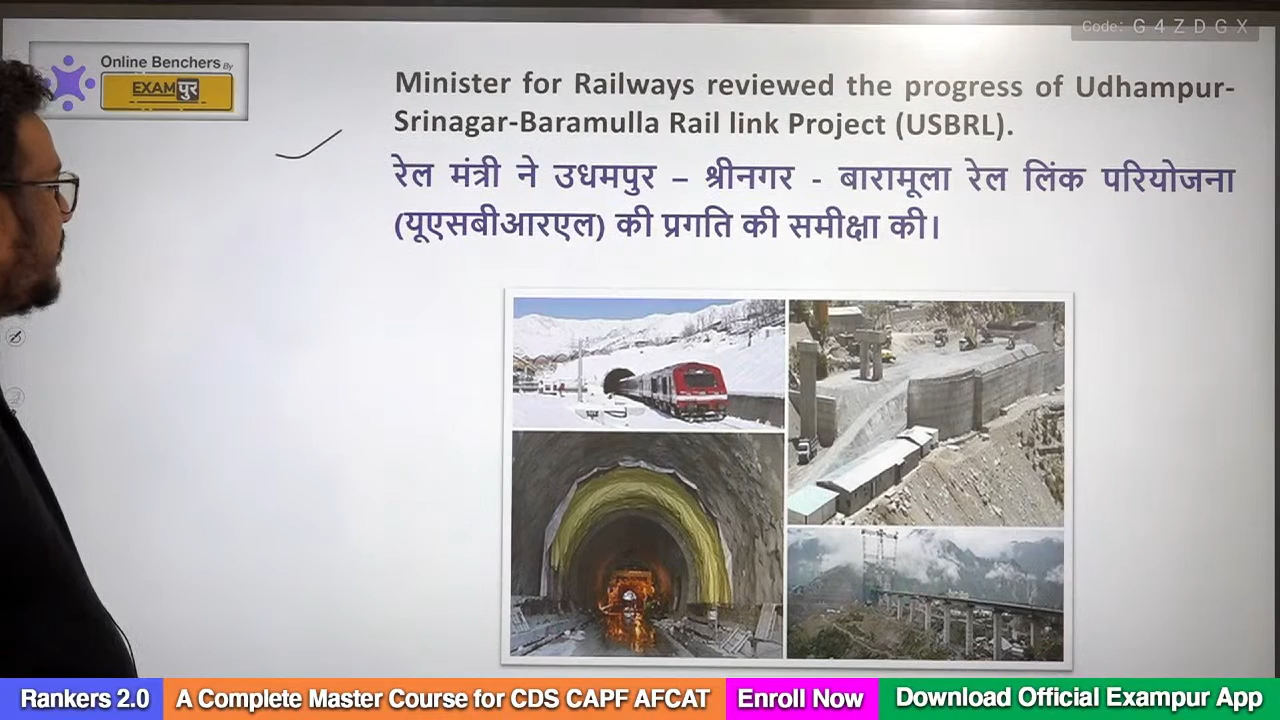 Code: G 4 Z D G X
Online Benchers By
EXAM पुर
Minister for Railways reviewed the progress of Udhampur-
Srinagar-Baramulla Rail link Project (USBRL).
रेल मंत्री ने उधमपुर – श्रीनगर - बारामूला रेल लिंक परियोजना
(यूएसबीआरएल) की प्रगति की समीक्षा की।
Rankers 2.0 A Complete Master Course for CDS CAPF AFCAT Enroll Now Download Official Exampur App